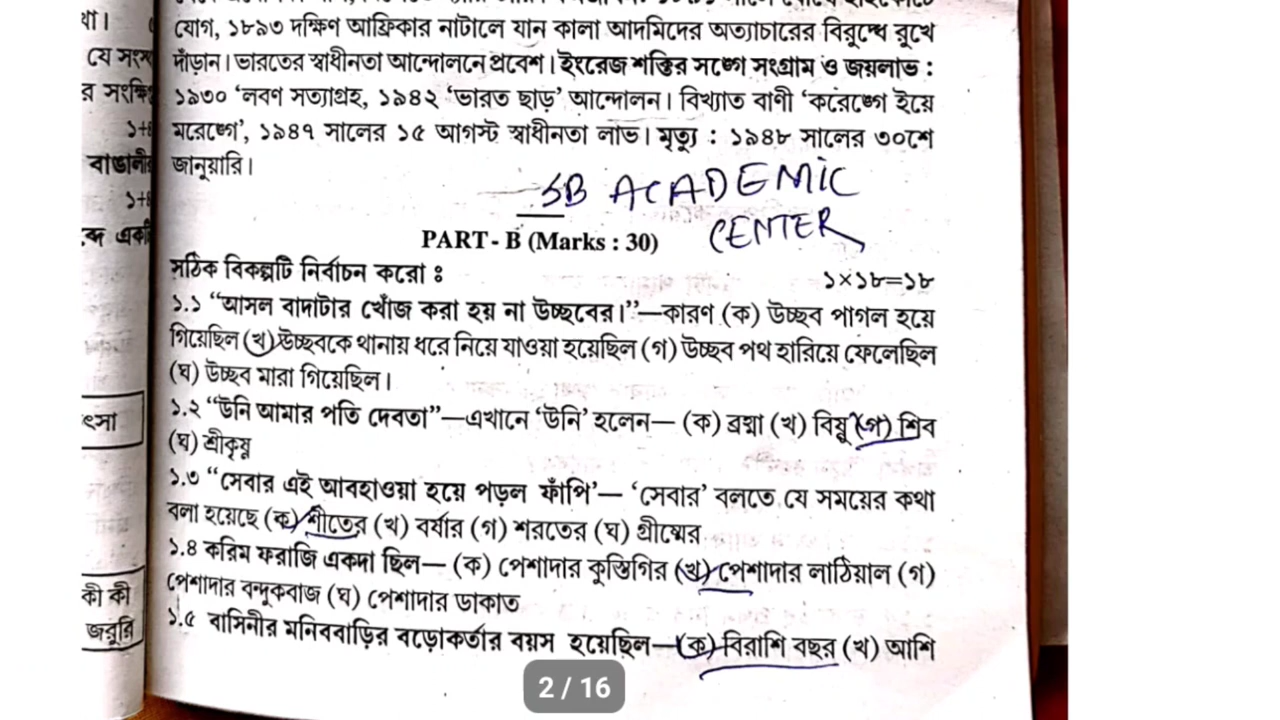 যোগ, ১৮৯৩ দক্ষিণ আফ্রিকার নাটালে যান কালা আদমিদের অত্যাচারের বিরুদ্ধে রুখে
দাঁড়ান। ভারতের স্বাধীনতা আন্দোলনে প্রবেশ। ইংরেজ শক্তির সঙ্গে সংগ্রাম ও জয়লাভ :
১৯৩০ ‘লবণ সত্যাগ্রহ, ১৯৪২ ‘ভারত ছাড়’ আন্দোলন। বিখ্যাত বাণী ‘করেঙ্গে ইয়ে
মরেঙ্গে’, ১৯৪৭ সালের ১৫ আগস্ট স্বাধীনতা লাভ। মৃত্যু : ১৯৪৮ সালের ৩০শে
জানুয়ারি।
SB ACADEMIC
CENTER
PART - B (Marks : 30)
সঠিক বিকল্পটি নির্বাচন করো : ১×১৮=১৮
১.১ “আসল বাদাটার খোঁজ করা হয় না উচ্ছবের।”—কারণ (ক) উচ্ছব পাগল হয়ে
গিয়েছিল (খ) উচ্ছবকে থানায় ধরে নিয়ে যাওয়া হয়েছিল (গ) উচ্ছব পথ হারিয়ে ফেলেছিল
(ঘ) উচ্ছব মারা গিয়েছিল।
১.২ “উনি আমার পতি দেবতা”—এখানে ‘উনি’ হলেন— (ক) ব্রহ্মা (খ) বিষ্ণু (গ) শিব
(ঘ) শ্রীকৃষ্ণ
১.৩ “সেবার এই আবহাওয়া হয়ে পড়ল ফাঁপি’— ‘সেবার’ বলতে যে সময়ের কথা
বলা হয়েছে (ক) শীতের (খ) বর্ষার (গ) শরতের (ঘ) গ্রীষ্মের
১.৪ করিম ফরাজি একদা ছিল— (ক) পেশাদার কুস্তিগির (খ) পেশাদার লাঠিয়াল (গ)
পেশাদার বন্দুকবাজ (ঘ) পেশাদার ডাকাত
১.৫ বাসিনীর মনিববাড়ির বড়োকর্তার বয়স হয়েছিল—(ক) বিরাশি বছর (খ) আশি
যে
১+
১+
কী কী
জরুরি
2 / 16